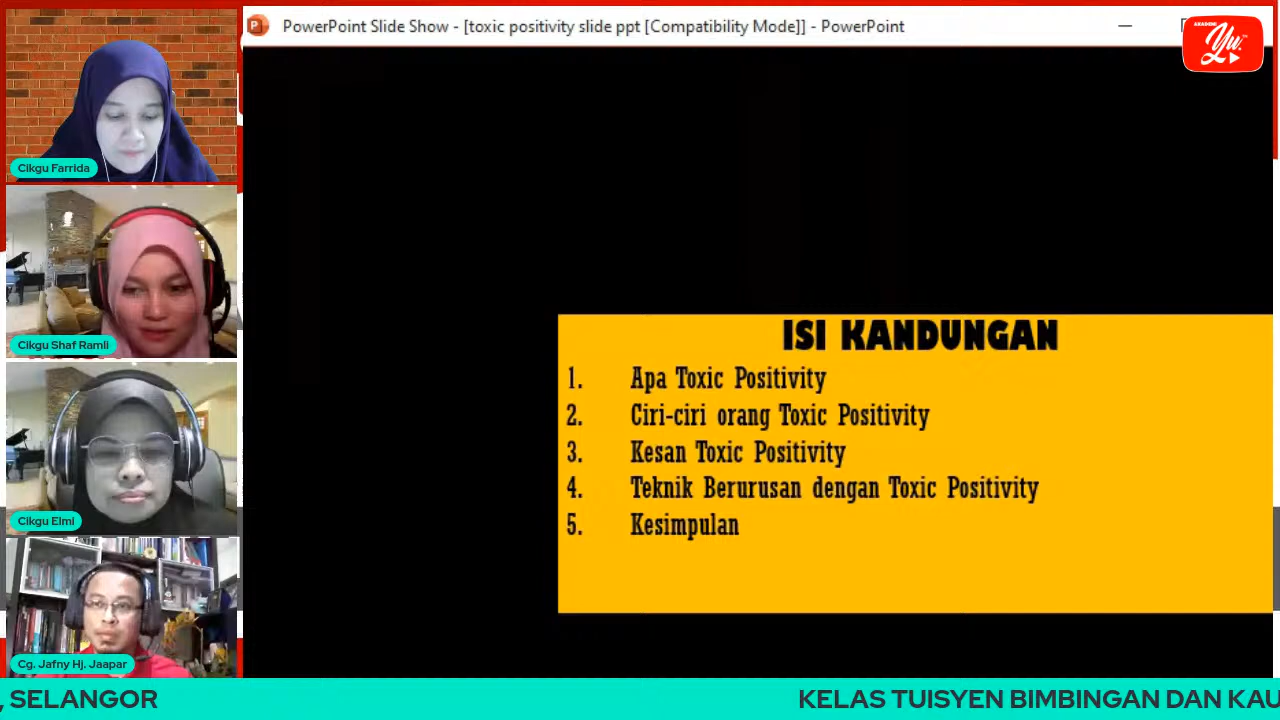 PowerPoint Slide Show - [toxic positivity slide ppt [Compatibility Mode]] - PowerPoint
AKADEMI
Yu.
Cikgu Farrida
Cikgu Shaf Ramli
Cikgu Elmi
Cg. Jafny Hj. Jaapar
ISI KANDUNGAN
1. Apa Toxic Positivity
2. Ciri-ciri orang Toxic Positivity
3. Kesan Toxic Positivity
4. Teknik Berurusan dengan Toxic Positivity
5. Kesimpulan
, SELANGOR KELAS TUISYEN BIMBINGAN DAN KAU